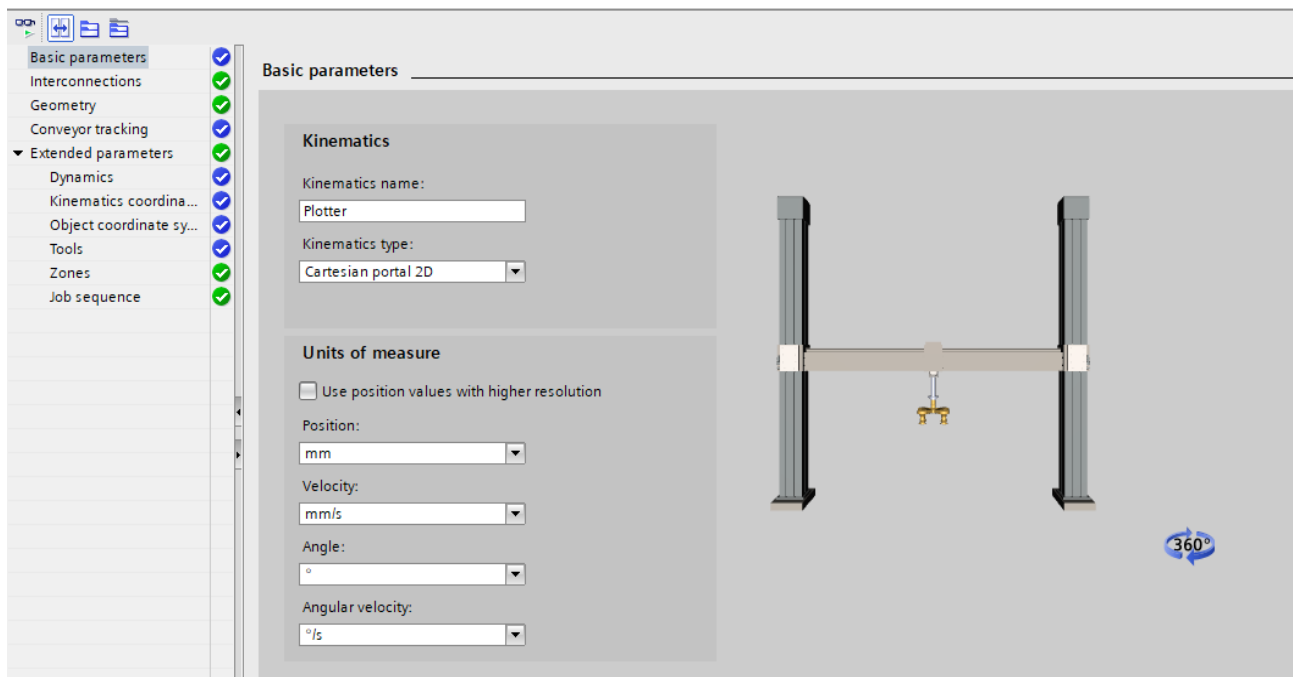 Basic parameters
Interconnections
Geometry
Conveyor tracking
Extended parameters
Dynamics
Kinematics coordina...
Object coordinate sy...
Tools
Zones
Job sequence
Basic parameters
Kinematics
Kinematics name:
Plotter
Kinematics type:
Cartesian portal 2D
Units of measure
Use position values with higher resolution
Position:
mm
Velocity:
mm/s
Angle:
°
Angular velocity:
°/s
360°